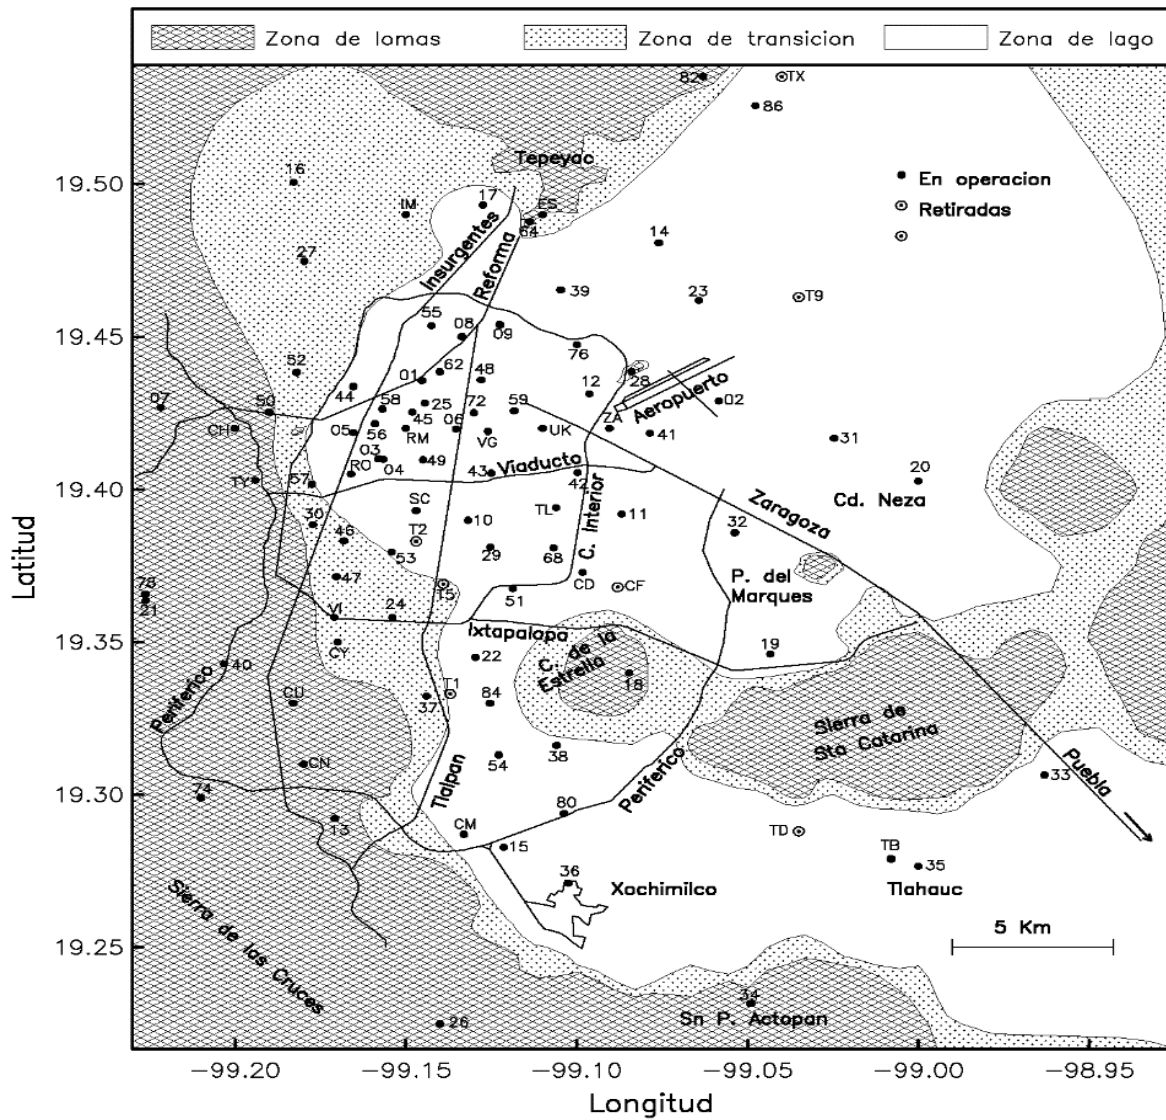 Zona de lomas
Zona de transicion
Zona de lago
82
TX
86
Tepeyac
En operacion
Retiradas
16
IM
17
ES
64
14
27
Insurgentes
Reforma
39
23
T9
55
08
09
76
52
62
48
01
12
28
Aeropuerto
02
07
50
44
58
25
72
59
45
06
CH
05
56
RM
VG
UK
ZA
41
31
03
04
49
43
Viaducto
42
20
TY
57
RO
Cd. Neza
30
SC
TL
C. Interior
11
Zaragoza
46
T2
10
32
53
29
68
78
47
T5
51
CD
CF
P. del
Marques
21
VI
24
Ixtapalapa
CY
22
C. de la
Estrella
18
19
40
Periferico
CU
37
T1
84
Sierra de
Sta Catarina
CN
54
38
Periferico
Puebla
33
74
Tlalpan
13
80
CM
15
TD
TB
35
36
Xochimilco
Tlahauc
Sierra de las Cruces
5 Km
26
34
Sn P. Actopan
19.50
19.45
19.40
19.35
19.30
19.25
Latitud
−99.20
−99.15
−99.10
−99.05
−99.00
−98.95
Longitud